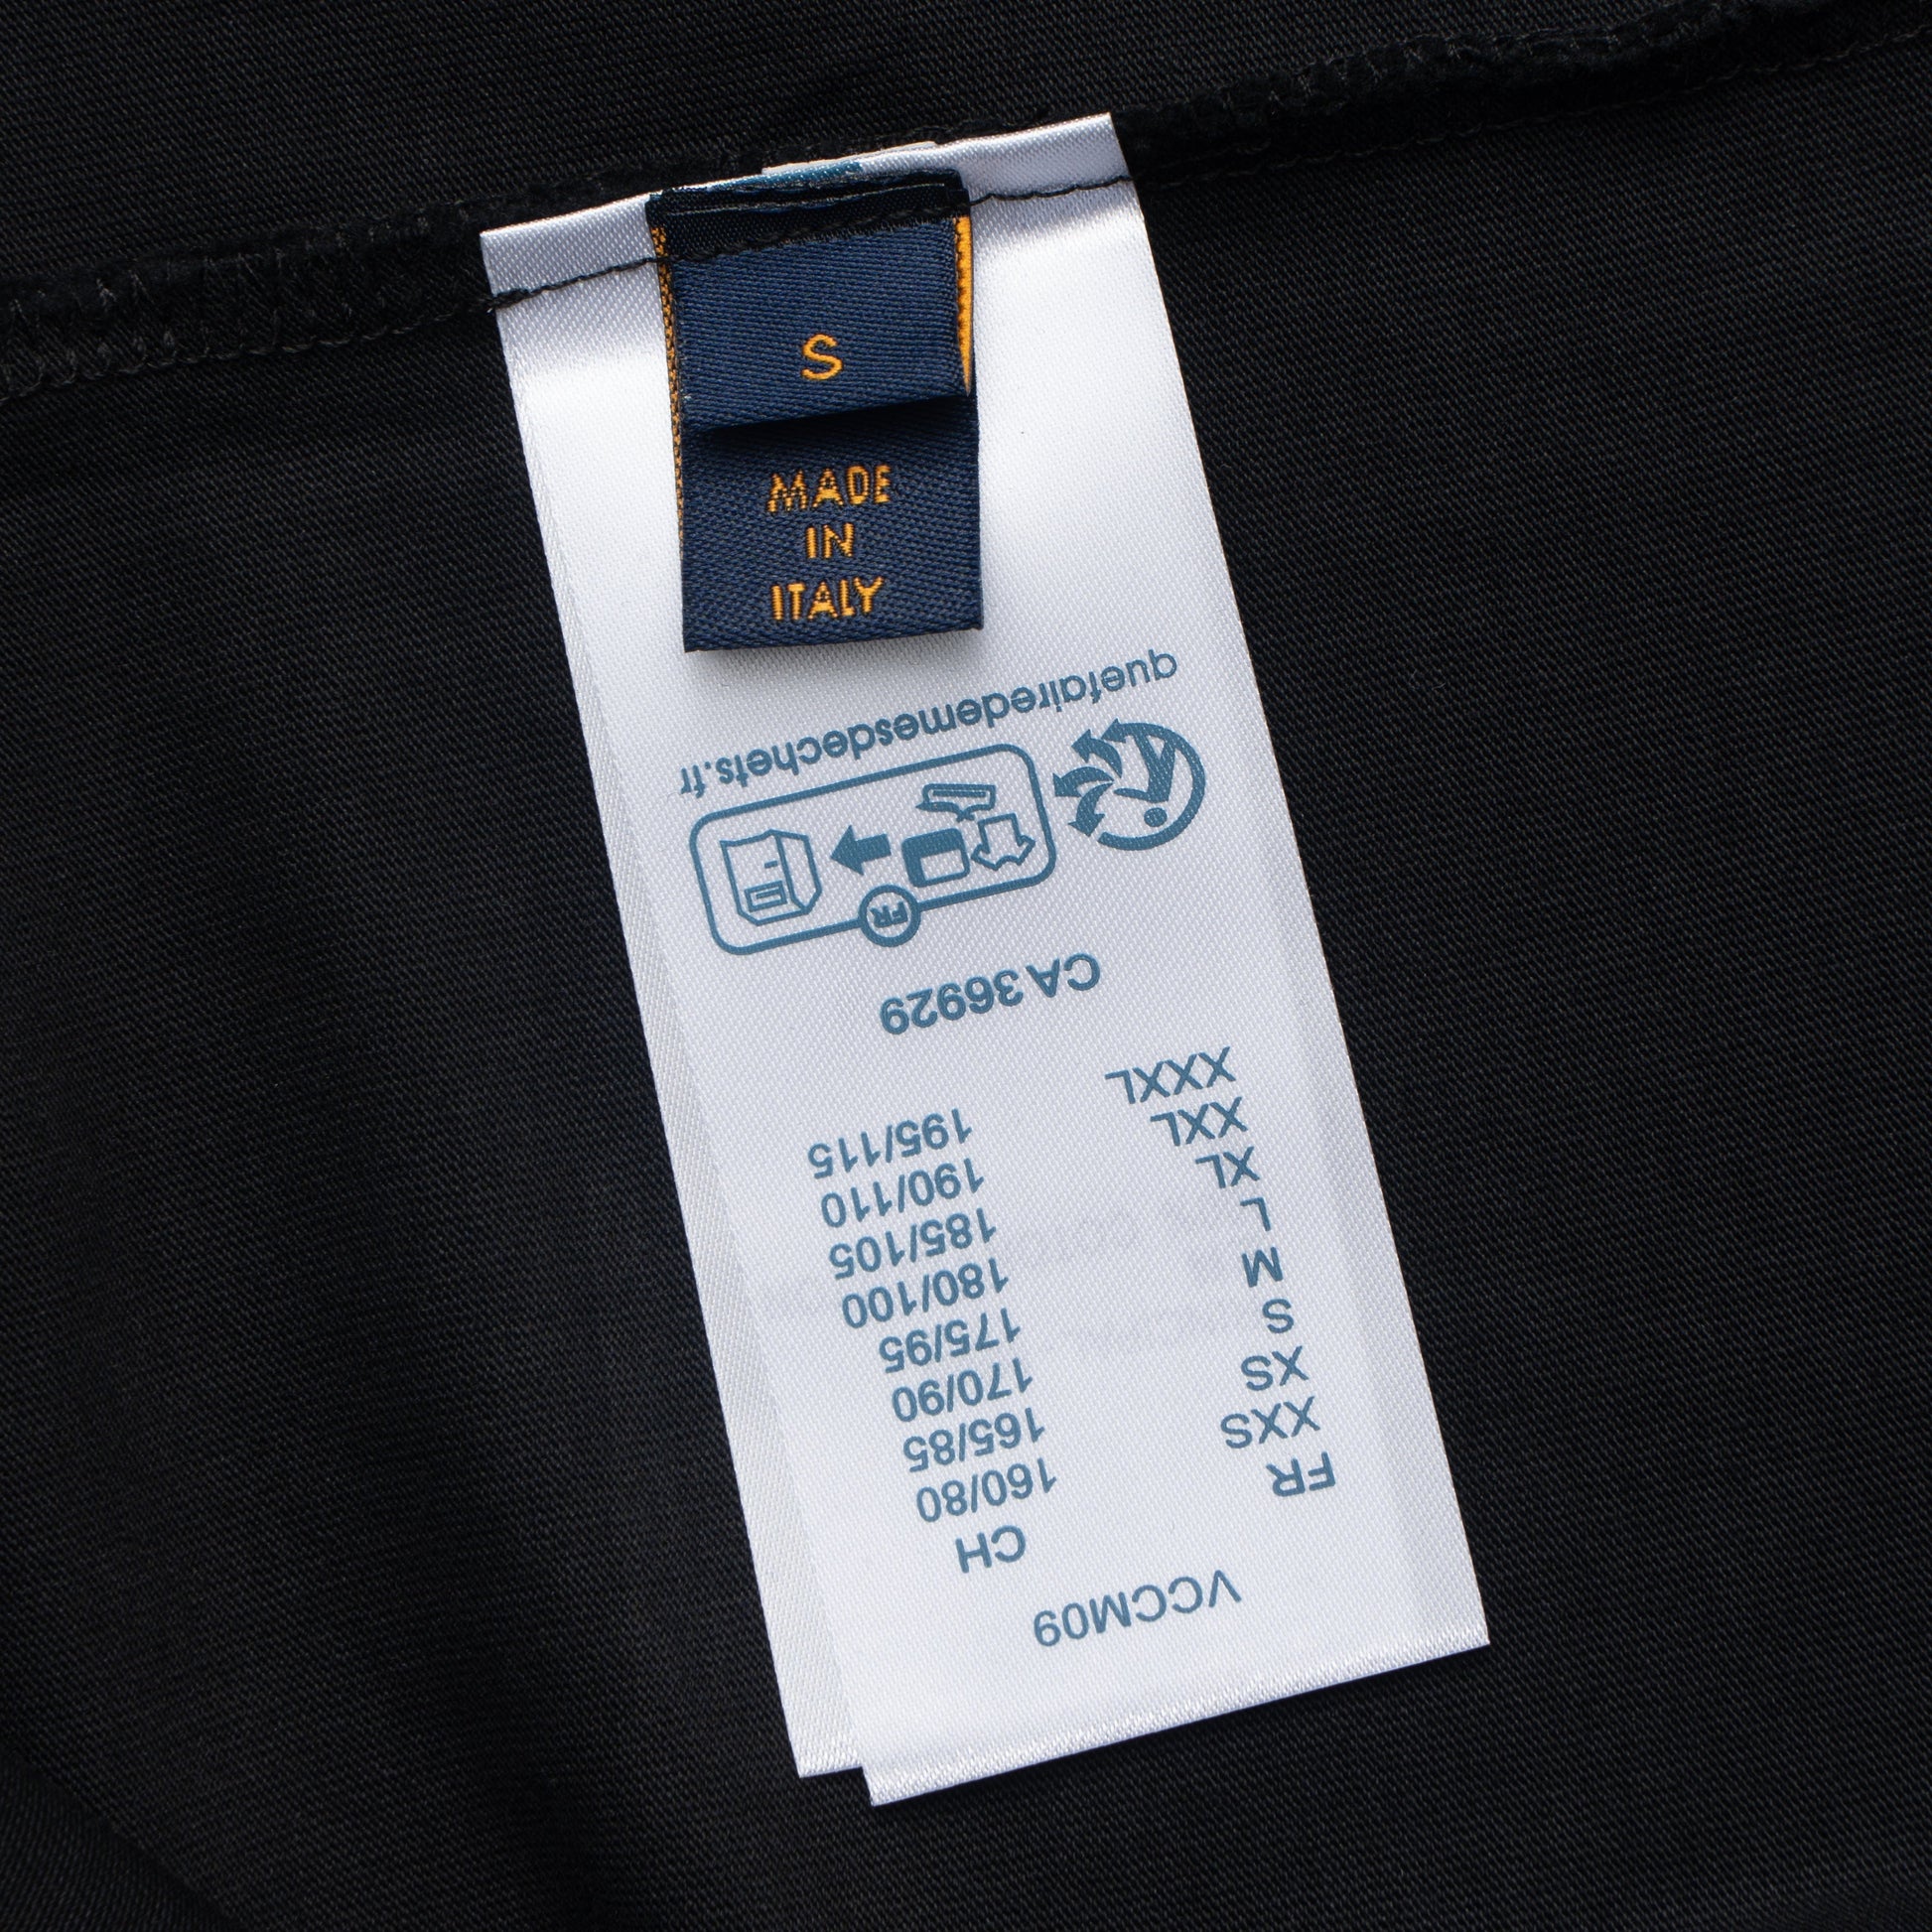 S
MADE
IN
ITALY
VCCM09
FR CH
XXS 160/80
XS 165/85
S 170/90
M 175/95
L 180/100
XL 185/105
XXL 190/110
XXXL 195/115
CA 36929
FR
quefairedemesdechets.fr